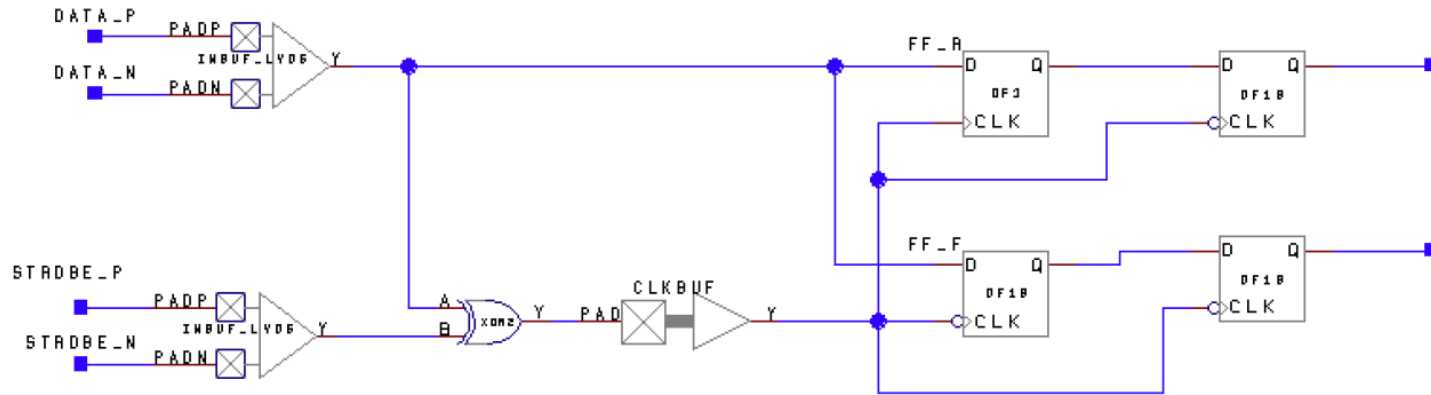 DATA_P
PADP
INBUF_LVDS
Y
DATA_N
PADN
FF_R
D Q
DF1
CLK
D Q
DF1B
CLK
STROBE_P
PADP
INBUF_LVDS
Y
STROBE_N
PADN
A
B
XOR2
Y
CLKBUF
PAD
Y
FF_F
D Q
DF1B
CLK
D Q
DF1B
CLK